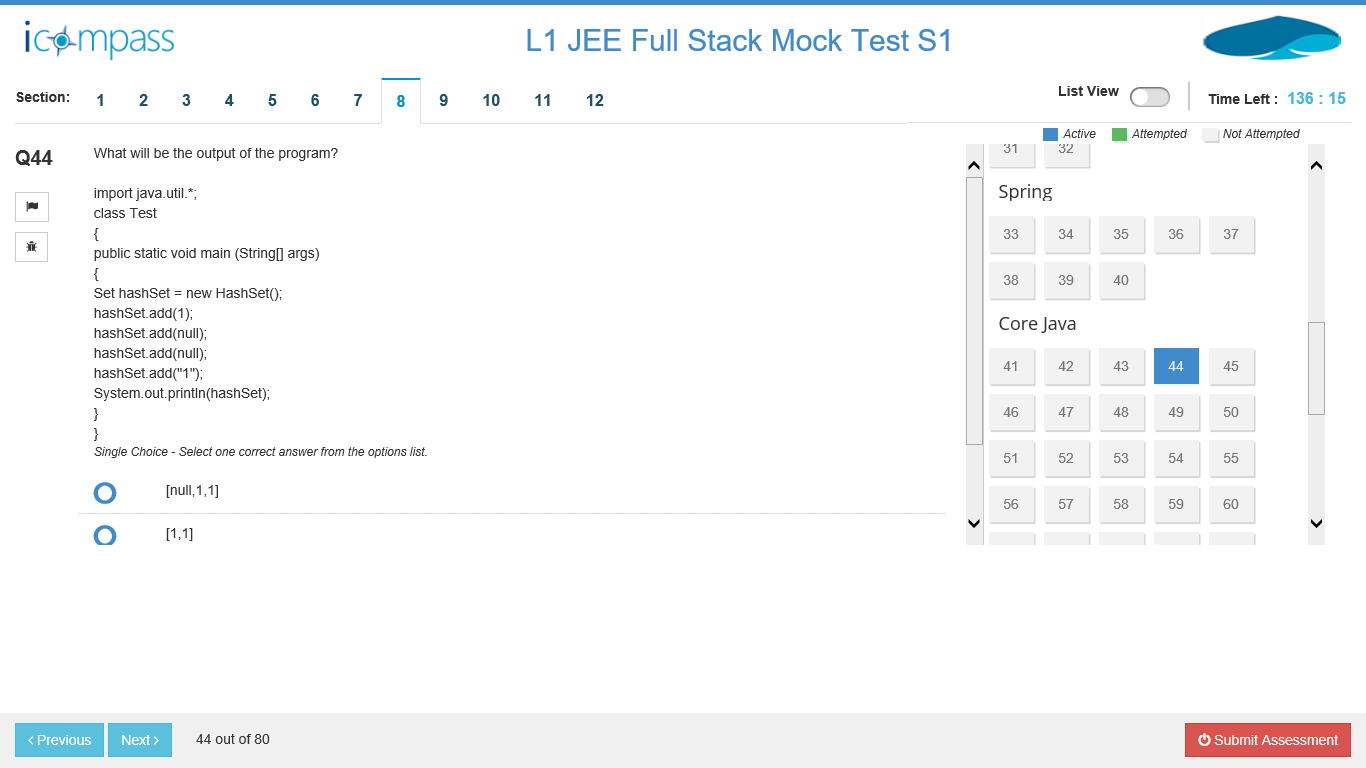 icompass
L1 JEE Full Stack Mock Test S1
Section: 1 2 3 4 5 6 7 8 9 10 11 12
List View
Time Left : 136 : 15
Active Attempted Not Attempted
Q44
What will be the output of the program?
import java.util.*;
class Test
{
public static void main (String[] args)
{
Set hashSet = new HashSet();
hashSet.add(1);
hashSet.add(null);
hashSet.add(null);
hashSet.add("1");
System.out.println(hashSet);
}
}
Single Choice - Select one correct answer from the options list.
[null,1,1]
[1,1]
31 32
Spring
33 34 35 36 37
38 39 40
Core Java
41 42 43 44 45
46 47 48 49 50
51 52 53 54 55
56 57 58 59 60
< Previous Next > 44 out of 80
Submit Assessment